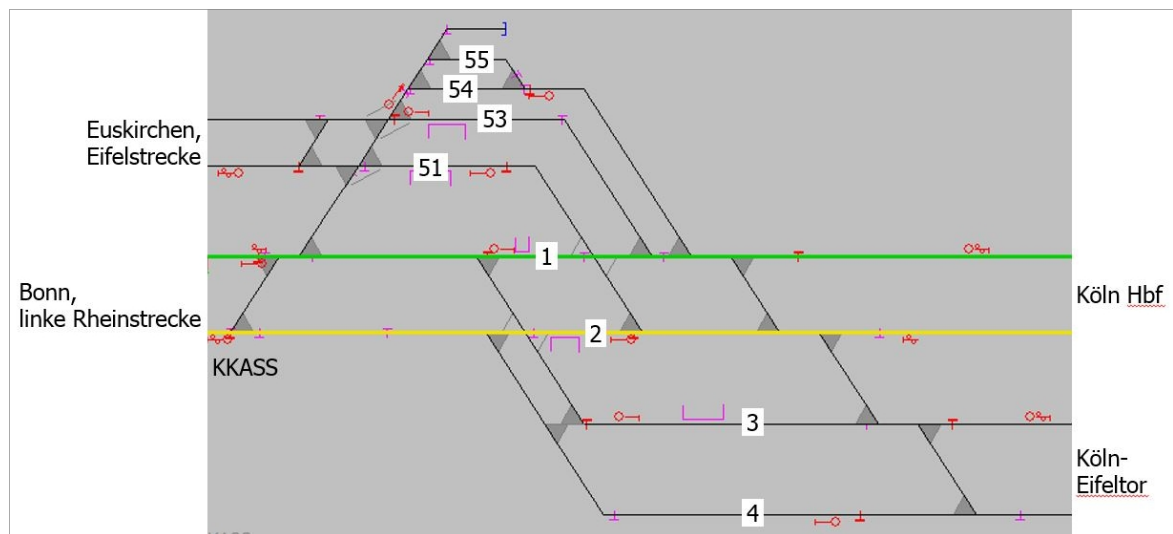 55
54
53
Euskirchen,
Eifelstrecke
51
1
Bonn,
linke Rheinstrecke
Köln Hbf
2
KKASS
3
Köln-
Eifeltor
4